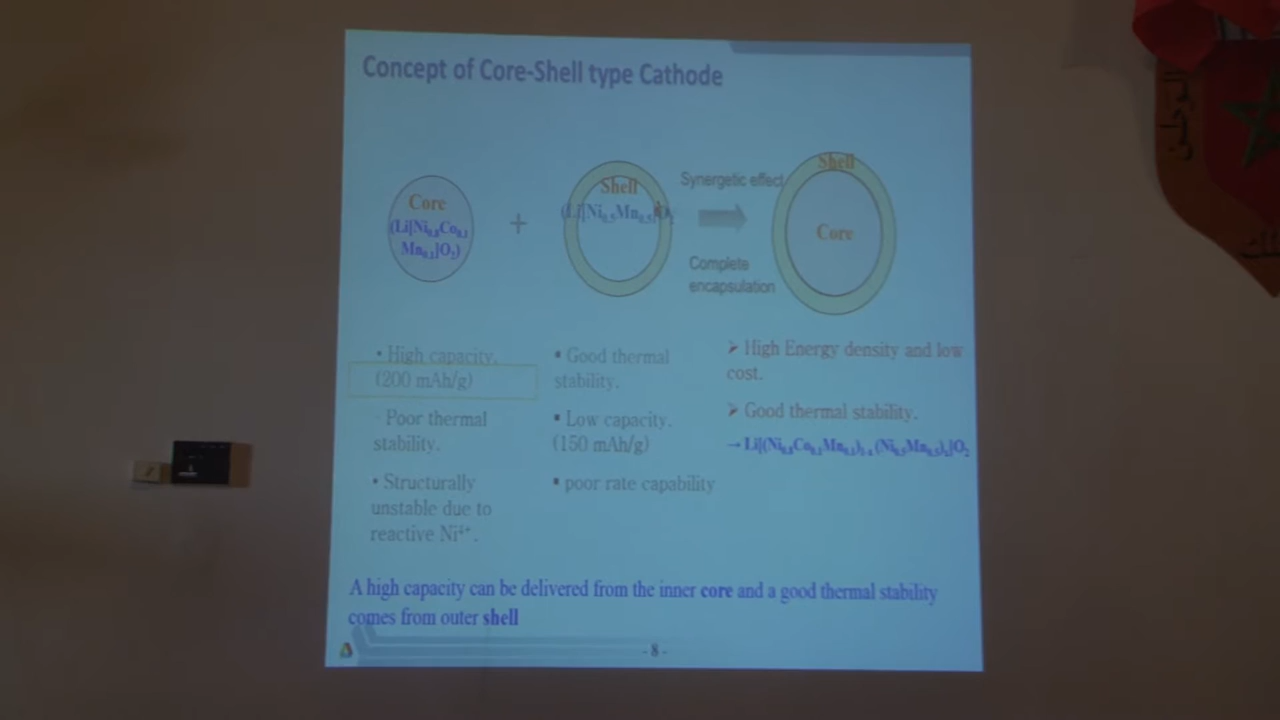 Concept of Core-Shell type Cathode
Core
(Li[Ni₀.₈Co₀.₁
Mn₀.₁]O₂)
+
Shell
(Li[Ni₀.₅Mn₀.₅]O₂
Synergetic effect
Complete
encapsulation
Shell
Core
• High capacity.
(200 mAh/g)
Poor thermal
stability.
• Structurally
unstable due to
reactive Ni⁴⁺.
▪ Good thermal
stability.
▪ Low capacity.
(150 mAh/g)
▪ poor rate capability
➢ High Energy density and low
cost.
➢ Good thermal stability.
→ Li[(Ni₀.₈Co₀.₁Mn₀.₁)₁₋ₓ(Ni₀.₅Mn₀.₅)ₓ]O₂
A high capacity can be delivered from the inner core and a good thermal stability
comes from outer shell
- 8 -